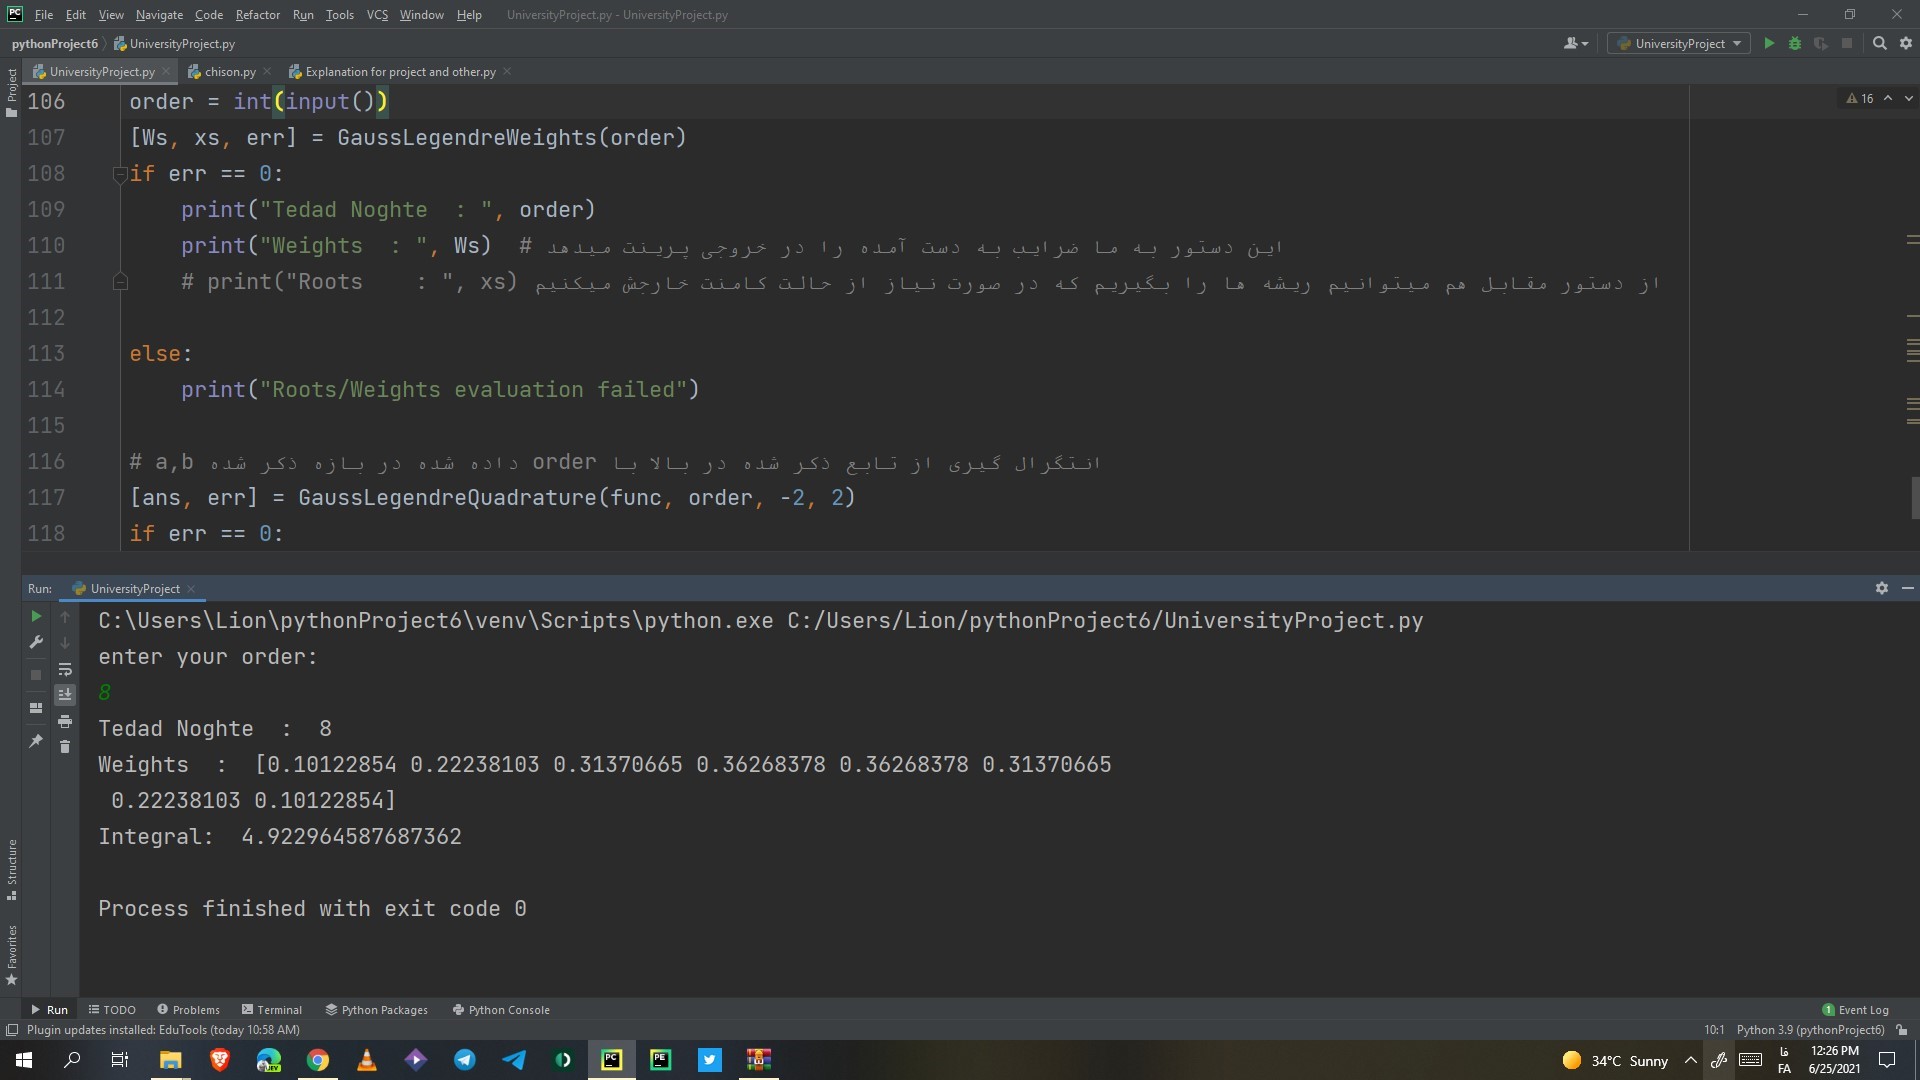 File Edit View Navigate Code Refactor Run Tools VCS Window Help UniversityProject.py - UniversityProject.py
pythonProject6 UniversityProject.py UniversityProject
UniversityProject.py chison.py Explanation for project and other.py
Project
16
106 order = int(input())
107 [Ws, xs, err] = GaussLegendreWeights(order)
108 if err == 0:
109 print("Tedad Noghte  : ", order)
110 print("Weights  : ", Ws)  # این دستور به ما ضرایب به دست آمده را در خروجی پرینت میدهد
111 # print("Roots    : ", xs) از دستور مقابل هم میتوانیم ریشه ها را بگیریم که در صورت نیاز از حالت کامنت خارجش میکنیم
112
113 else:
114 print("Roots/Weights evaluation failed")
115
116 # a,b انتگرال گیری از تابع ذکر شده در بالا با order داده شده در بازه ذکر شده
117 [ans, err] = GaussLegendreQuadrature(func, order, -2, 2)
118 if err == 0:
Run: UniversityProject
C:\Users\Lion\pythonProject6\venv\Scripts\python.exe C:/Users/Lion/pythonProject6/UniversityProject.py
enter your order:
8
Tedad Noghte  :  8
Weights  :  [0.10122854 0.22238103 0.31370665 0.36268378 0.36268378 0.31370665
0.22238103 0.10122854]
Integral:  4.922964587687362
Process finished with exit code 0
Structure
Favorites
Run TODO Problems Terminal Python Packages Python Console 1 Event Log
Plugin updates installed: EduTools (today 10:58 AM) 10:1 Python 3.9 (pythonProject6)
34°C Sunny فا FA 12:26 PM 6/25/2021